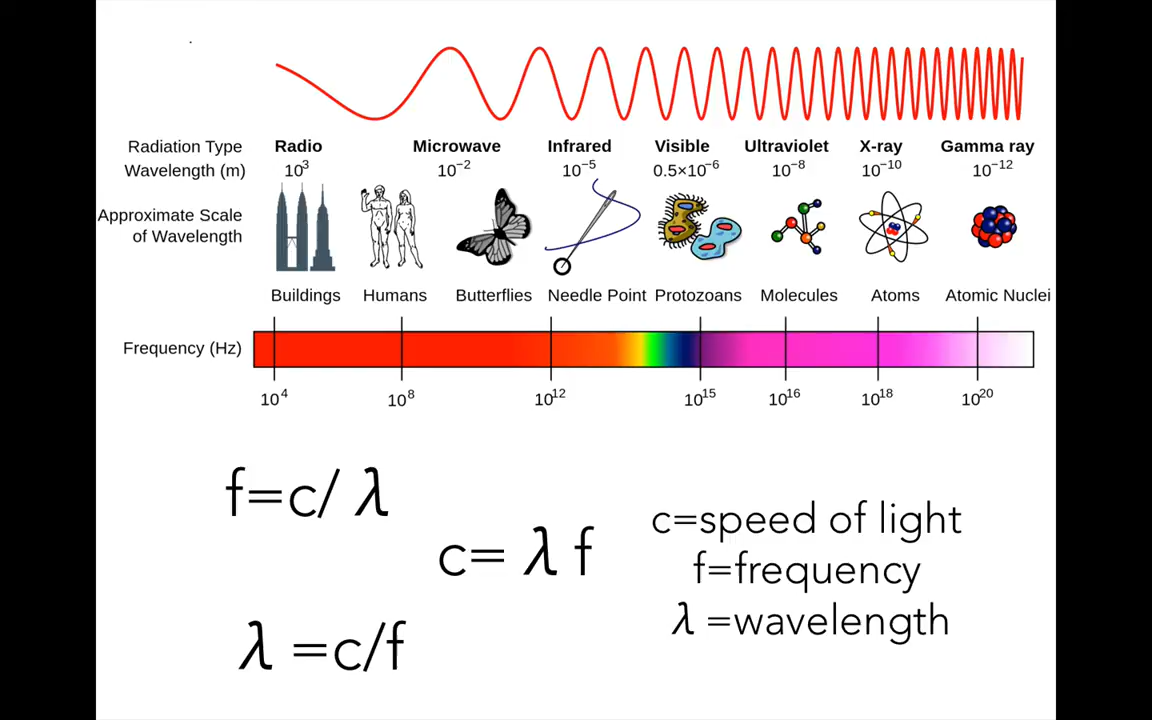 Radiation Type Radio Microwave Infrared Visible Ultraviolet X-ray Gamma ray
Wavelength (m) 10³ 10⁻² 10⁻⁵ 0.5×10⁻⁶ 10⁻⁸ 10⁻¹⁰ 10⁻¹²
Approximate Scale
of Wavelength
Buildings Humans Butterflies Needle Point Protozoans Molecules Atoms Atomic Nuclei
Frequency (Hz)
10⁴ 10⁸ 10¹² 10¹⁵ 10¹⁶ 10¹⁸ 10²⁰
f=c/ λ
c= λ f
λ =c/f
c=speed of light
f=frequency
λ =wavelength